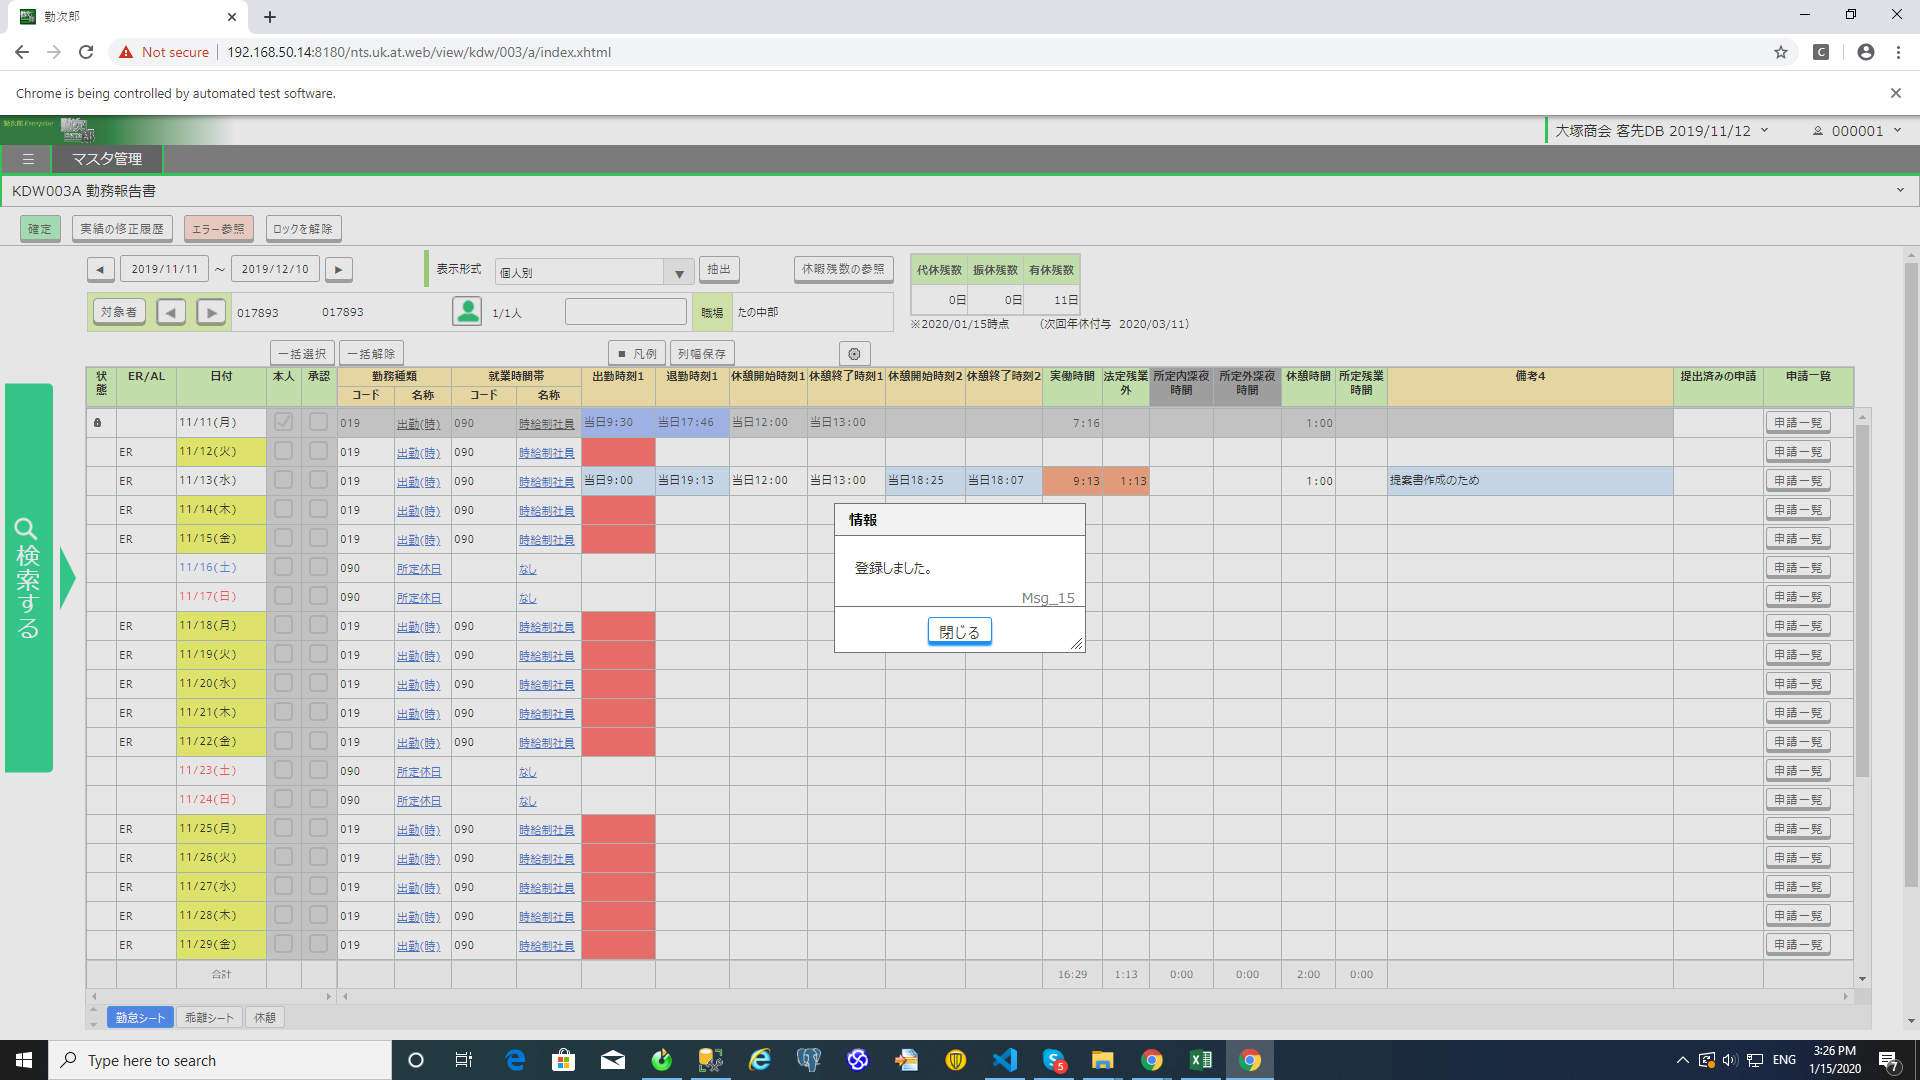 勤次郎
Not secure 192.168.50.14:8180/nts.uk.at.web/view/kdw/003/a/index.xhtml
Chrome is being controlled by automated test software.
大塚商会 客先DB 2019/11/12 000001
マスタ管理
KDW003A 勤務報告書
確定 実績の修正履歴 エラー参照 ロックを解除
2019/11/11 ～ 2019/12/10 表示形式 個人別 抽出 休暇残数の参照 代休残数 振休残数 有休残数
0日 0日 11日
対象者 017893 017893 1/1人 職場 たの中部
※2020/01/15時点 (次回年休付与 2020/03/11)
一括選択 一括解除 ■ 凡例 列幅保存
状態 ER/AL 日付 本人 承認 勤務種類 就業時間帯 出勤時刻1 退勤時刻1 休憩開始時刻1 休憩終了時刻1 休憩開始時刻2 休憩終了時刻2 実働時間 法定残業外 所定内深夜時間 所定外深夜時間 休憩時間 所定残業時間 備考4 提出済みの申請 申請一覧
コード 名称 コード 名称
11/11(月) 019 出勤(時) 090 時給制社員 当日9:30 当日17:46 当日12:00 当日13:00 7:16 1:00 申請一覧
ER 11/12(火) 019 出勤(時) 090 時給制社員 申請一覧
ER 11/13(水) 019 出勤(時) 090 時給制社員 当日9:00 当日19:13 当日12:00 当日13:00 当日18:25 当日18:07 9:13 1:13 1:00 提案書作成のため 申請一覧
ER 11/14(木) 019 出勤(時) 090 時給制社員 申請一覧
ER 11/15(金) 019 出勤(時) 090 時給制社員 申請一覧
11/16(土) 090 所定休日 なし 申請一覧
11/17(日) 090 所定休日 なし 申請一覧
ER 11/18(月) 019 出勤(時) 090 時給制社員 申請一覧
ER 11/19(火) 019 出勤(時) 090 時給制社員 申請一覧
ER 11/20(水) 019 出勤(時) 090 時給制社員 申請一覧
ER 11/21(木) 019 出勤(時) 090 時給制社員 申請一覧
ER 11/22(金) 019 出勤(時) 090 時給制社員 申請一覧
11/23(土) 090 所定休日 なし 申請一覧
11/24(日) 090 所定休日 なし 申請一覧
ER 11/25(月) 019 出勤(時) 090 時給制社員 申請一覧
ER 11/26(火) 019 出勤(時) 090 時給制社員 申請一覧
ER 11/27(水) 019 出勤(時) 090 時給制社員 申請一覧
ER 11/28(木) 019 出勤(時) 090 時給制社員 申請一覧
ER 11/29(金) 019 出勤(時) 090 時給制社員 申請一覧
合計 16:29 1:13 0:00 0:00 2:00 0:00
勤怠シート 乖離シート 休憩
検索する
情報
登録しました。
Msg_15
閉じる
Type here to search
5
ENG
3:26 PM
1/15/2020
7